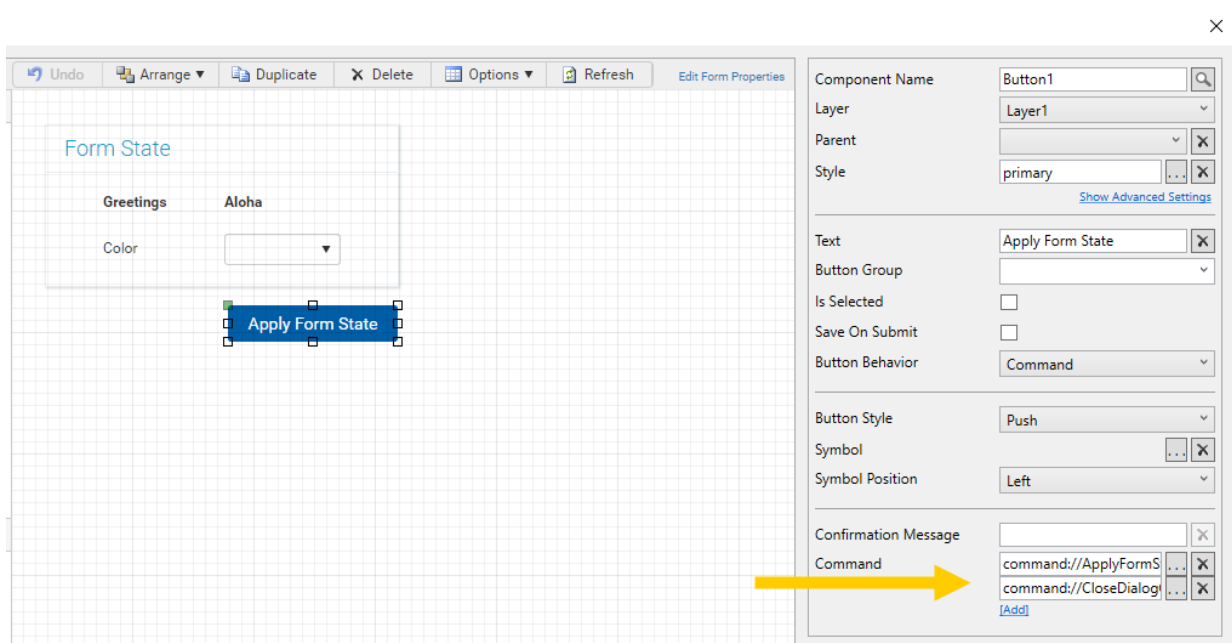 Undo Arrange ▼ Duplicate Delete Options ▼ Refresh Edit Form Properties
Form State
Greetings Aloha
Color
Apply Form State
Component Name Button1
Layer Layer1
Parent
Style primary ...
Show Advanced Settings
Text Apply Form State
Button Group
Is Selected
Save On Submit
Button Behavior Command
Button Style Push
Symbol ...
Symbol Position Left
Confirmation Message
Command command://ApplyFormS ...
command://CloseDialog( ...
[Add]